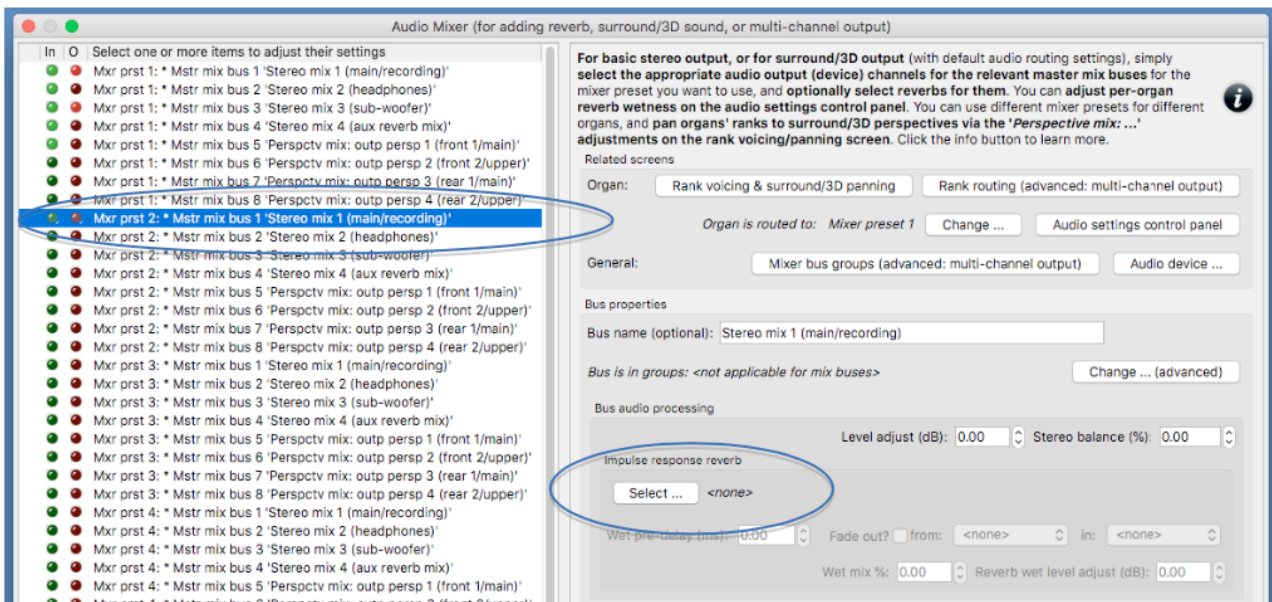 Audio Mixer (for adding reverb, surround/3D sound, or multi-channel output)
In O Select one or more items to adjust their settings
Mxr prst 1: * Mstr mix bus 1 'Stereo mix 1 (main/recording)'
Mxr prst 1: * Mstr mix bus 2 'Stereo mix 2 (headphones)'
Mxr prst 1: * Mstr mix bus 3 'Stereo mix 3 (sub-woofer)'
Mxr prst 1: * Mstr mix bus 4 'Stereo mix 4 (aux reverb mix)'
Mxr prst 1: * Mstr mix bus 5 'Perspctv mix: outp persp 1 (front 1/main)'
Mxr prst 1: * Mstr mix bus 6 'Perspctv mix: outp persp 2 (front 2/upper)'
Mxr prst 1: * Mstr mix bus 7 'Perspctv mix: outp persp 3 (rear 1/main)'
Mxr prst 1: * Mstr mix bus 8 'Perspctv mix: outp persp 4 (rear 2/upper)'
Mxr prst 2: * Mstr mix bus 1 'Stereo mix 1 (main/recording)'
Mxr prst 2: * Mstr mix bus 2 'Stereo mix 2 (headphones)'
Mxr prst 2: * Mstr mix bus 3 'Stereo mix 3 (sub-woofer)'
Mxr prst 2: * Mstr mix bus 4 'Stereo mix 4 (aux reverb mix)'
Mxr prst 2: * Mstr mix bus 5 'Perspctv mix: outp persp 1 (front 1/main)'
Mxr prst 2: * Mstr mix bus 6 'Perspctv mix: outp persp 2 (front 2/upper)'
Mxr prst 2: * Mstr mix bus 7 'Perspctv mix: outp persp 3 (rear 1/main)'
Mxr prst 2: * Mstr mix bus 8 'Perspctv mix: outp persp 4 (rear 2/upper)'
Mxr prst 3: * Mstr mix bus 1 'Stereo mix 1 (main/recording)'
Mxr prst 3: * Mstr mix bus 2 'Stereo mix 2 (headphones)'
Mxr prst 3: * Mstr mix bus 3 'Stereo mix 3 (sub-woofer)'
Mxr prst 3: * Mstr mix bus 4 'Stereo mix 4 (aux reverb mix)'
Mxr prst 3: * Mstr mix bus 5 'Perspctv mix: outp persp 1 (front 1/main)'
Mxr prst 3: * Mstr mix bus 6 'Perspctv mix: outp persp 2 (front 2/upper)'
Mxr prst 3: * Mstr mix bus 7 'Perspctv mix: outp persp 3 (rear 1/main)'
Mxr prst 3: * Mstr mix bus 8 'Perspctv mix: outp persp 4 (rear 2/upper)'
Mxr prst 4: * Mstr mix bus 1 'Stereo mix 1 (main/recording)'
Mxr prst 4: * Mstr mix bus 2 'Stereo mix 2 (headphones)'
Mxr prst 4: * Mstr mix bus 3 'Stereo mix 3 (sub-woofer)'
Mxr prst 4: * Mstr mix bus 4 'Stereo mix 4 (aux reverb mix)'
Mxr prst 4: * Mstr mix bus 5 'Perspctv mix: outp persp 1 (front 1/main)'
For basic stereo output, or for surround/3D output (with default audio routing settings), simply
select the appropriate audio output (device) channels for the relevant master mix buses for the
mixer preset you want to use, and optionally select reverbs for them. You can adjust per-organ
reverb wetness on the audio settings control panel. You can use different mixer presets for different
organs, and pan organs' ranks to surround/3D perspectives via the 'Perspective mix: ...'
adjustments on the rank voicing/panning screen. Click the info button to learn more.
i
Related screens
Organ: Rank voicing & surround/3D panning Rank routing (advanced: multi-channel output)
Organ is routed to: Mixer preset 1 Change ... Audio settings control panel
General: Mixer bus groups (advanced: multi-channel output) Audio device ...
Bus properties
Bus name (optional): Stereo mix 1 (main/recording)
Bus is in groups: <not applicable for mix buses> Change ... (advanced)
Bus audio processing
Level adjust (dB): 0.00 Stereo balance (%): 0.00
Impulse response reverb
Select ... <none>
Wet pre-delay (ms): 0.00 Fade out? from: <none> in: <none>
Wet mix %: 0.00 Reverb wet level adjust (dB): 0.00